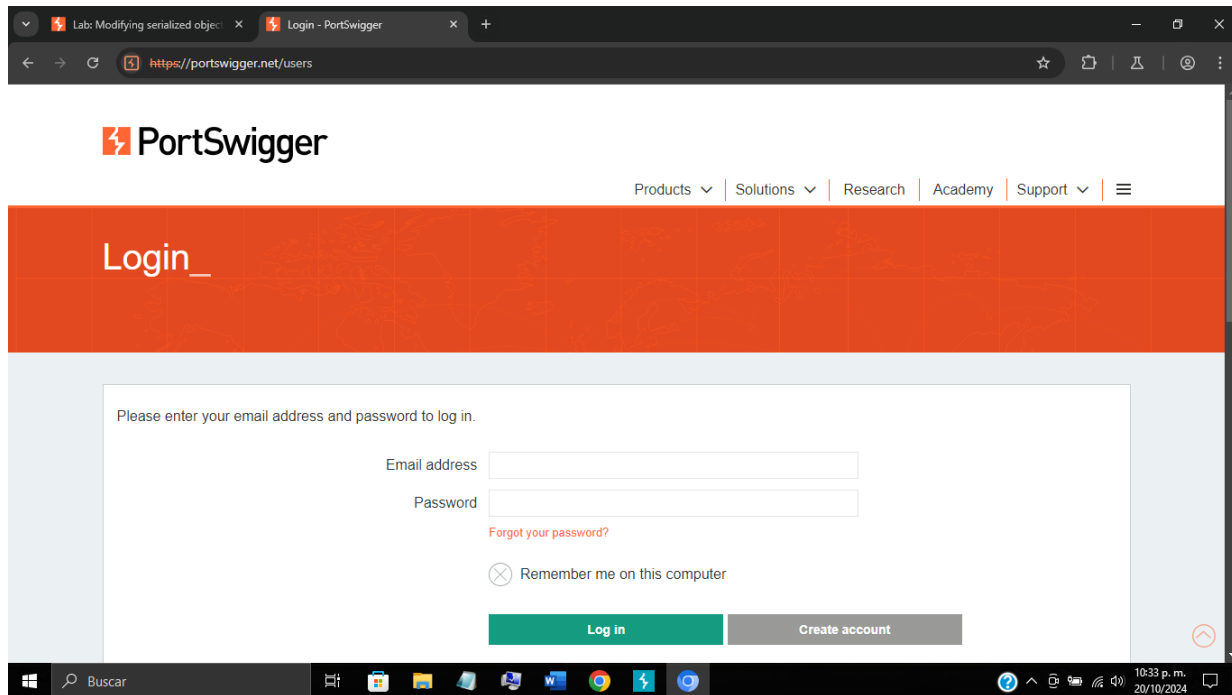 Lab: Modifying serialized objec
Login - PortSwigger
https://portswigger.net/users
PortSwigger
Products
Solutions
Research
Academy
Support
Login_
Please enter your email address and password to log in.
Email address
Password
Forgot your password?
Remember me on this computer
Log in
Create account
Buscar
10:33 p. m.
20/10/2024